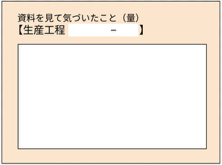 資料を見て気づいたこと（量）
【生産工程　　　－　　】